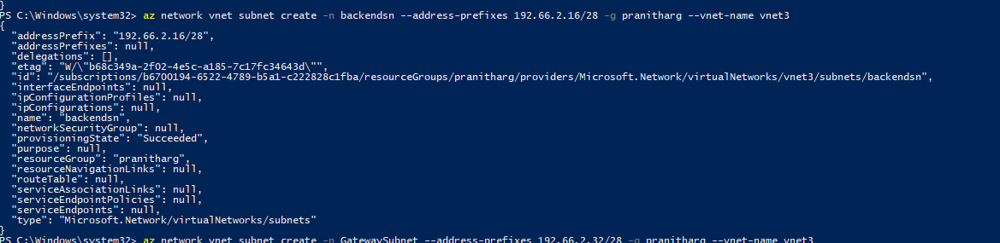 }
PS C:\Windows\system32> az network vnet subnet create -n backendsn --address-prefixes 192.66.2.16/28 -g pranitharg --vnet-name vnet3
{
  "addressPrefix": "192.66.2.16/28",
  "addressPrefixes": null,
  "delegations": [],
  "etag": "W/\"b68c349a-2f02-4e5c-a185-7c17fc34643d\"",
  "id": "/subscriptions/b6700194-6522-4789-b5a1-c222828c1fba/resourceGroups/pranitharg/providers/Microsoft.Network/virtualNetworks/vnet3/subnets/backendsn",
  "interfaceEndpoints": null,
  "ipConfigurationProfiles": null,
  "ipConfigurations": null,
  "name": "backendsn",
  "networkSecurityGroup": null,
  "provisioningState": "Succeeded",
  "purpose": null,
  "resourceGroup": "pranitharg",
  "resourceNavigationLinks": null,
  "routeTable": null,
  "serviceAssociationLinks": null,
  "serviceEndpointPolicies": null,
  "serviceEndpoints": null,
  "type": "Microsoft.Network/virtualNetworks/subnets"
}
PS C:\Windows\system32> az network vnet subnet create -n GatewaySubnet --address-prefixes 192.66.2.32/28 -g pranitharg --vnet-name vnet3